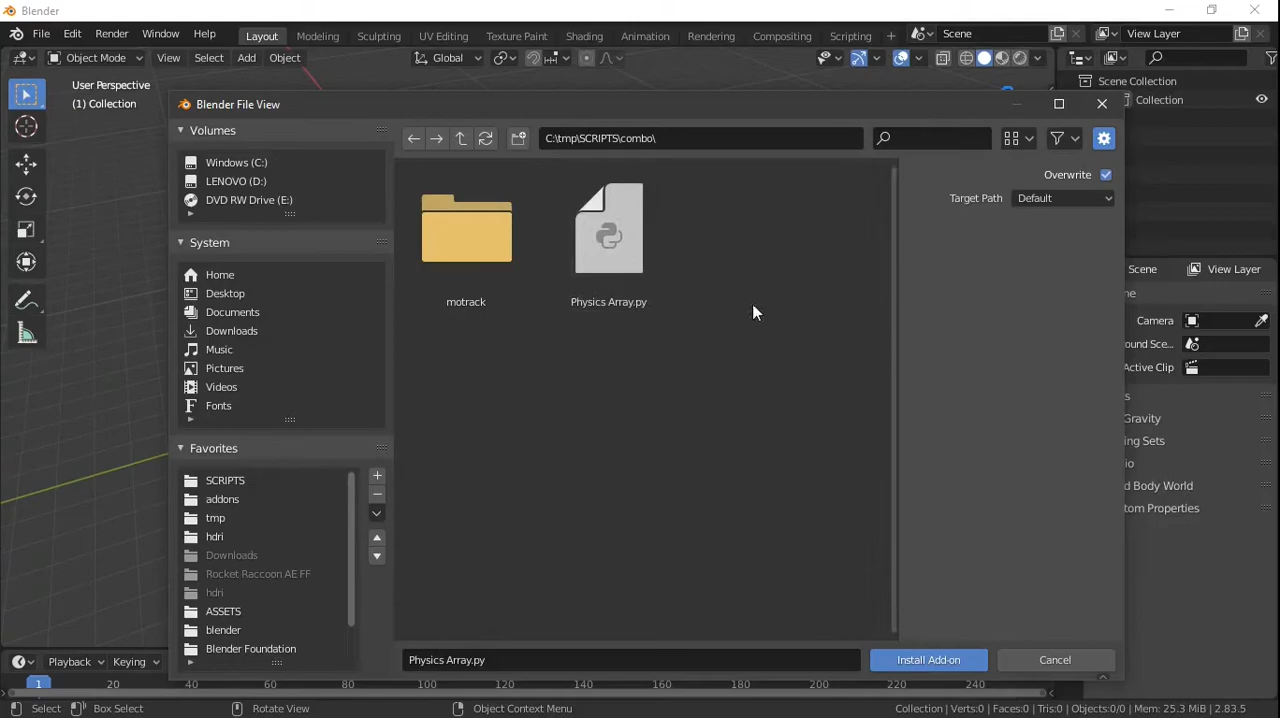 Blender
File Edit Render Window Help Layout Modeling Sculpting UV Editing Texture Paint Shading Animation Rendering Compositing Scripting + Scene View Layer
Object Mode View Select Add Object Global
User Perspective
(1) Collection
Scene Collection
Collection
Blender File View
Volumes
C:\tmp\SCRIPTS\combo\
Windows (C:)
LENOVO (D:)
DVD RW Drive (E:)
Overwrite
Target Path Default
System
Home
Desktop
Documents
Downloads
Music
Pictures
Videos
Fonts
motrack
Physics Array.py
Favorites
SCRIPTS
addons
tmp
hdri
Downloads
Rocket Raccoon AE FF
hdri
ASSETS
blender
Blender Foundation
Physics Array.py
Install Add-on
Cancel
Scene View Layer
ne
Camera
ound Sce...
Active Clip
s
Gravity
ing Sets
io
d Body World
tom Properties
Playback Keying
1 20 40 60 80 100 120 140 160 180 200 220 240
Select Box Select Rotate View Object Context Menu Collection | Verts:0 | Faces:0 | Tris:0 | Objects:0/0 | Mem: 25.3 MiB | 2.83.5